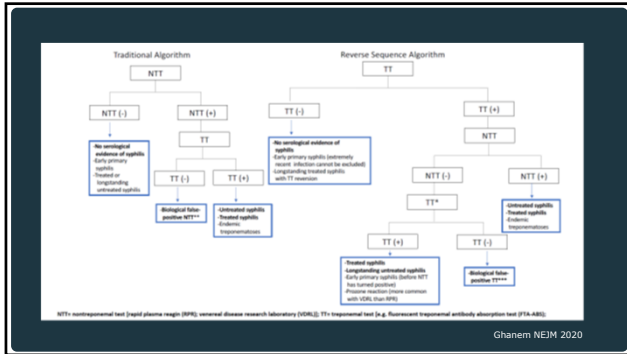 Traditional Algorithm
NTT
NTT (-)
NTT (+)
-No serological
evidence of syphilis
-Early primary
syphilis
-Treated or
longstanding
untreated syphilis
TT
TT (-)
TT (+)
-Biological false-
positive NTT**
-Untreated syphilis
-Treated syphilis
-Endemic
treponematoses
Reverse Sequence Algorithm
TT
TT (-)
TT (+)
-No serological evidence of
syphilis
-Early primary syphilis (extremely
recent infection cannot be excluded)
-Longstanding treated syphilis
with TT reversion
NTT
NTT (-)
NTT (+)
TT*
-Untreated syphilis
-Treated syphilis
-Endemic
treponematoses
TT (+)
TT (-)
-Treated syphilis
-Longstanding untreated syphilis
-Early primary syphilis (before NTT
has turned positive)
-Prozone reaction (more common
with VDRL than RPR)
-Biological false-
positive TT***
NTT= nontreponemal test [rapid plasma reagin (RPR); venereal disease research laboratory (VDRL)]; TT= treponemal test [e.g. fluorescent treponemal antibody absorption test (FTA-ABS);
Ghanem NEJM 2020